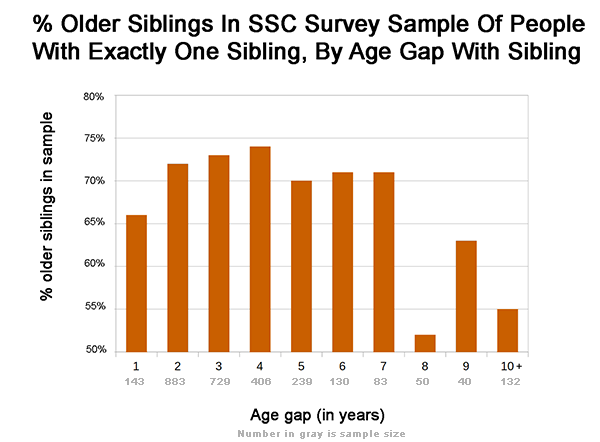 % Older Siblings In SSC Survey Sample Of People
With Exactly One Sibling, By Age Gap With Sibling
80%
75%
70%
65%
60%
55%
50%
% older siblings in sample
1 2 3 4 5 6 7 8 9 10+
143 883 729 406 239 130 83 50 40 132
Age gap (in years)
Number in gray is sample size